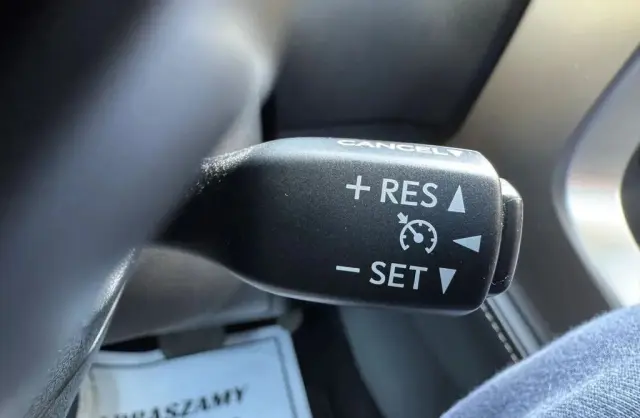 CANCEL▼
+ RES ▲
◄
− SET ▼
ZAPRASZAMY